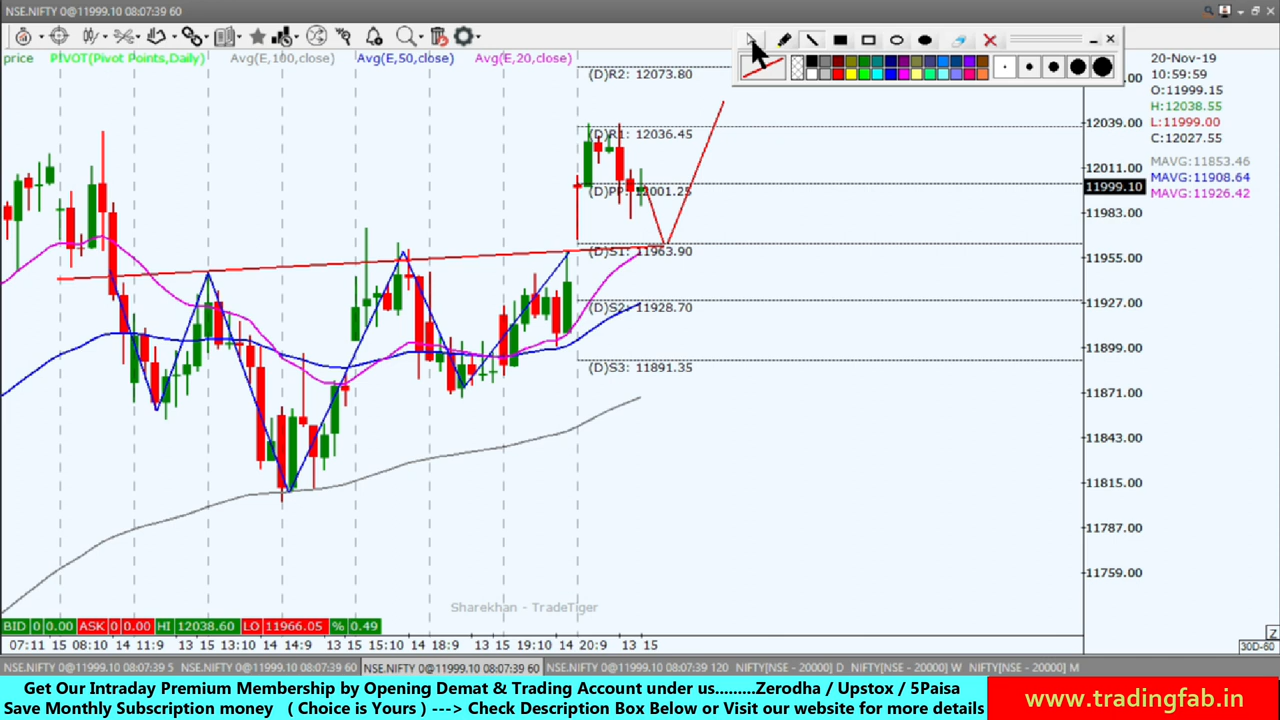 NSE.NIFTY @11999.10 08:07:39 60
price PIVOT(Pivot Points,Daily) Avg(E,100,close) Avg(E,50,close) Avg(E,20,close)
(D)R2: 12073.80
(D)R1: 12036.45
(D)PP: 12001.25
(D)S1: 11963.90
(D)S2: 11928.70
(D)S3: 11891.35
12039.00
12011.00
11999.10
11983.00
11955.00
11927.00
11899.00
11871.00
11843.00
11815.00
11787.00
11759.00
20-Nov-19
10:59:59
O:11999.15
H:12038.55
L:11999.00
C:12027.55
MAVG:11853.46
MAVG:11908.64
MAVG:11926.42
Sharekhan - TradeTiger
BID 0 0.00 ASK 0 0.00 HI 12038.60 LO 11966.05 % 0.49
07:11 15 08:10 14 11:9 13 15 13:10 14 14:9 13 15 15:10 14 18:9 13 15 19:10 14 20:9 13 15
Z
30D-60
NSE.NIFTY 0@11999.10 08:07:39 5 NSE.NIFTY 0@11999.10 08:07:39 60 NSE.NIFTY 0@11999.10 08:07:39 60 NSE.NIFTY 0@11999.10 08:07:39 120 NIFTY[NSE - 20000] D NIFTY[NSE - 20000] W NIFTY[NSE - 20000] M
Get Our Intraday Premium Membership by Opening Demat & Trading Account under us.........Zerodha / Upstox / 5Paisa
Save Monthly Subscription money ( Choice is Yours ) ---> Check Description Box Below or Visit our website for more details
www.tradingfab.in